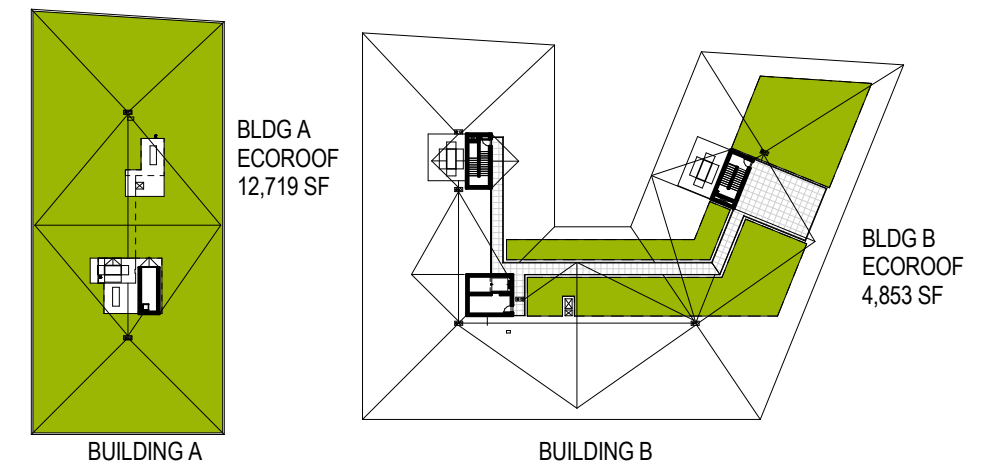 BLDG A
ECOROOF
12,719 SF
BLDG B
ECOROOF
4,853 SF
BUILDING A
BUILDING B